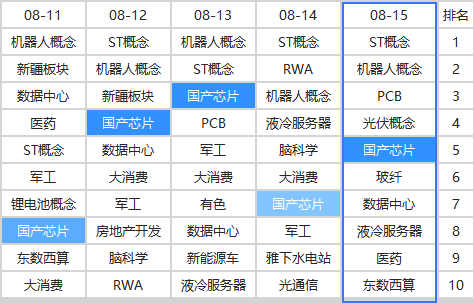 08-11 08-12 08-13 08-14 08-15 排名
机器人概念 ST概念 机器人概念 ST概念 ST概念 1
新疆板块 机器人概念 ST概念 RWA 机器人概念 2
数据中心 新疆板块 国产芯片 机器人概念 PCB 3
医药 国产芯片 PCB 液冷服务器 光伏概念 4
ST概念 数据中心 军工 脑科学 国产芯片 5
军工 大消费 大消费 大消费 玻纤 6
锂电池概念 军工 有色 国产芯片 数据中心 7
国产芯片 房地产开发 数据中心 军工 液冷服务器 8
东数西算 脑科学 新能源车 雅下水电站 医药 9
大消费 RWA 液冷服务器 光通信 东数西算 10